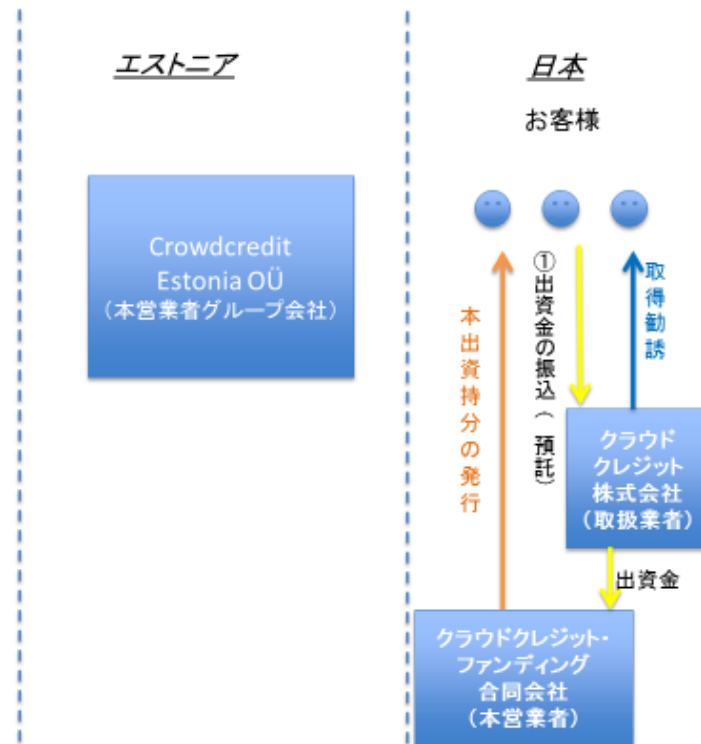 エストニア
日本
お客様
Crowdcredit
Estonia OÜ
（本営業者グループ会社）
本出資持分の発行
①出資金の振込（預託）
取得勧誘
クラウド
クレジット
株式会社
（取扱業者）
出資金
クラウドクレジット・
ファンディング
合同会社
（本営業者）